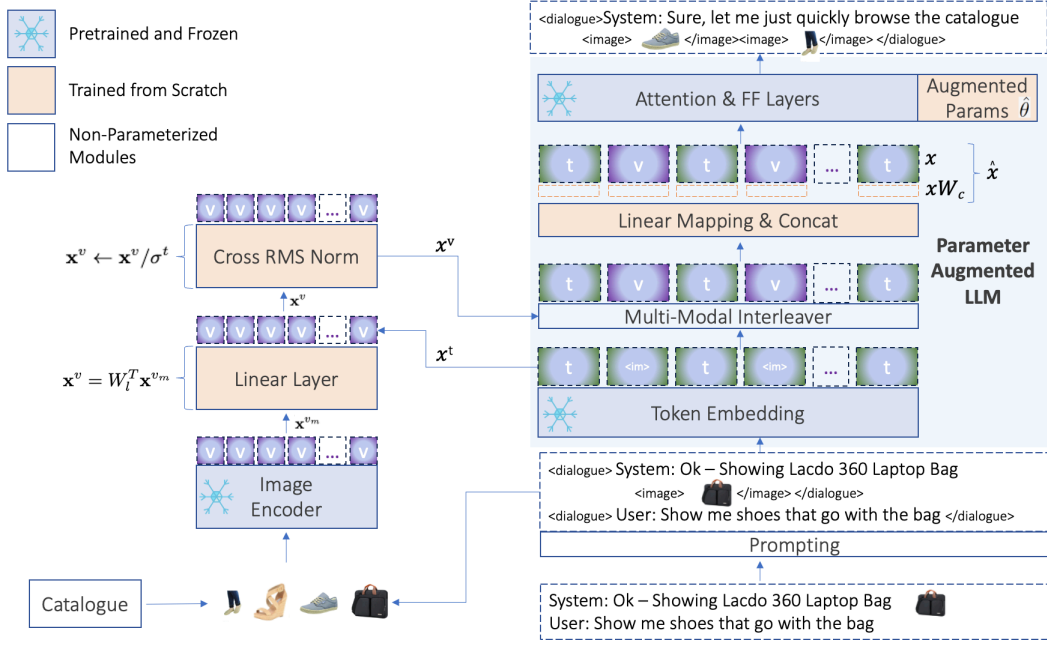 Pretrained and Frozen
Trained from Scratch
Non-Parameterized
Modules
<dialogue>System: Sure, let me just quickly browse the catalogue
<image> </image><image> </image> </dialogue>
Attention & FF Layers
Augmented
Params θ̂
t v t v ... t
x
xW_c
x̂
Linear Mapping & Concat
Parameter
Augmented
LLM
t v t v ... t
Multi-Modal Interleaver
t <im> t <im> ... t
Token Embedding
v v v v ... v
x^v ← x^v/σ^t
Cross RMS Norm
x^v
x^v
v v v v ... v
x^t
x^v = W_l^T x^{v_m}
Linear Layer
x^{v_m}
v v v v ... v
Image
Encoder
<dialogue> System: Ok – Showing Lacdo 360 Laptop Bag
<image> </image> </dialogue>
<dialogue> User: Show me shoes that go with the bag </dialogue>
Prompting
Catalogue
System: Ok – Showing Lacdo 360 Laptop Bag
User: Show me shoes that go with the bag